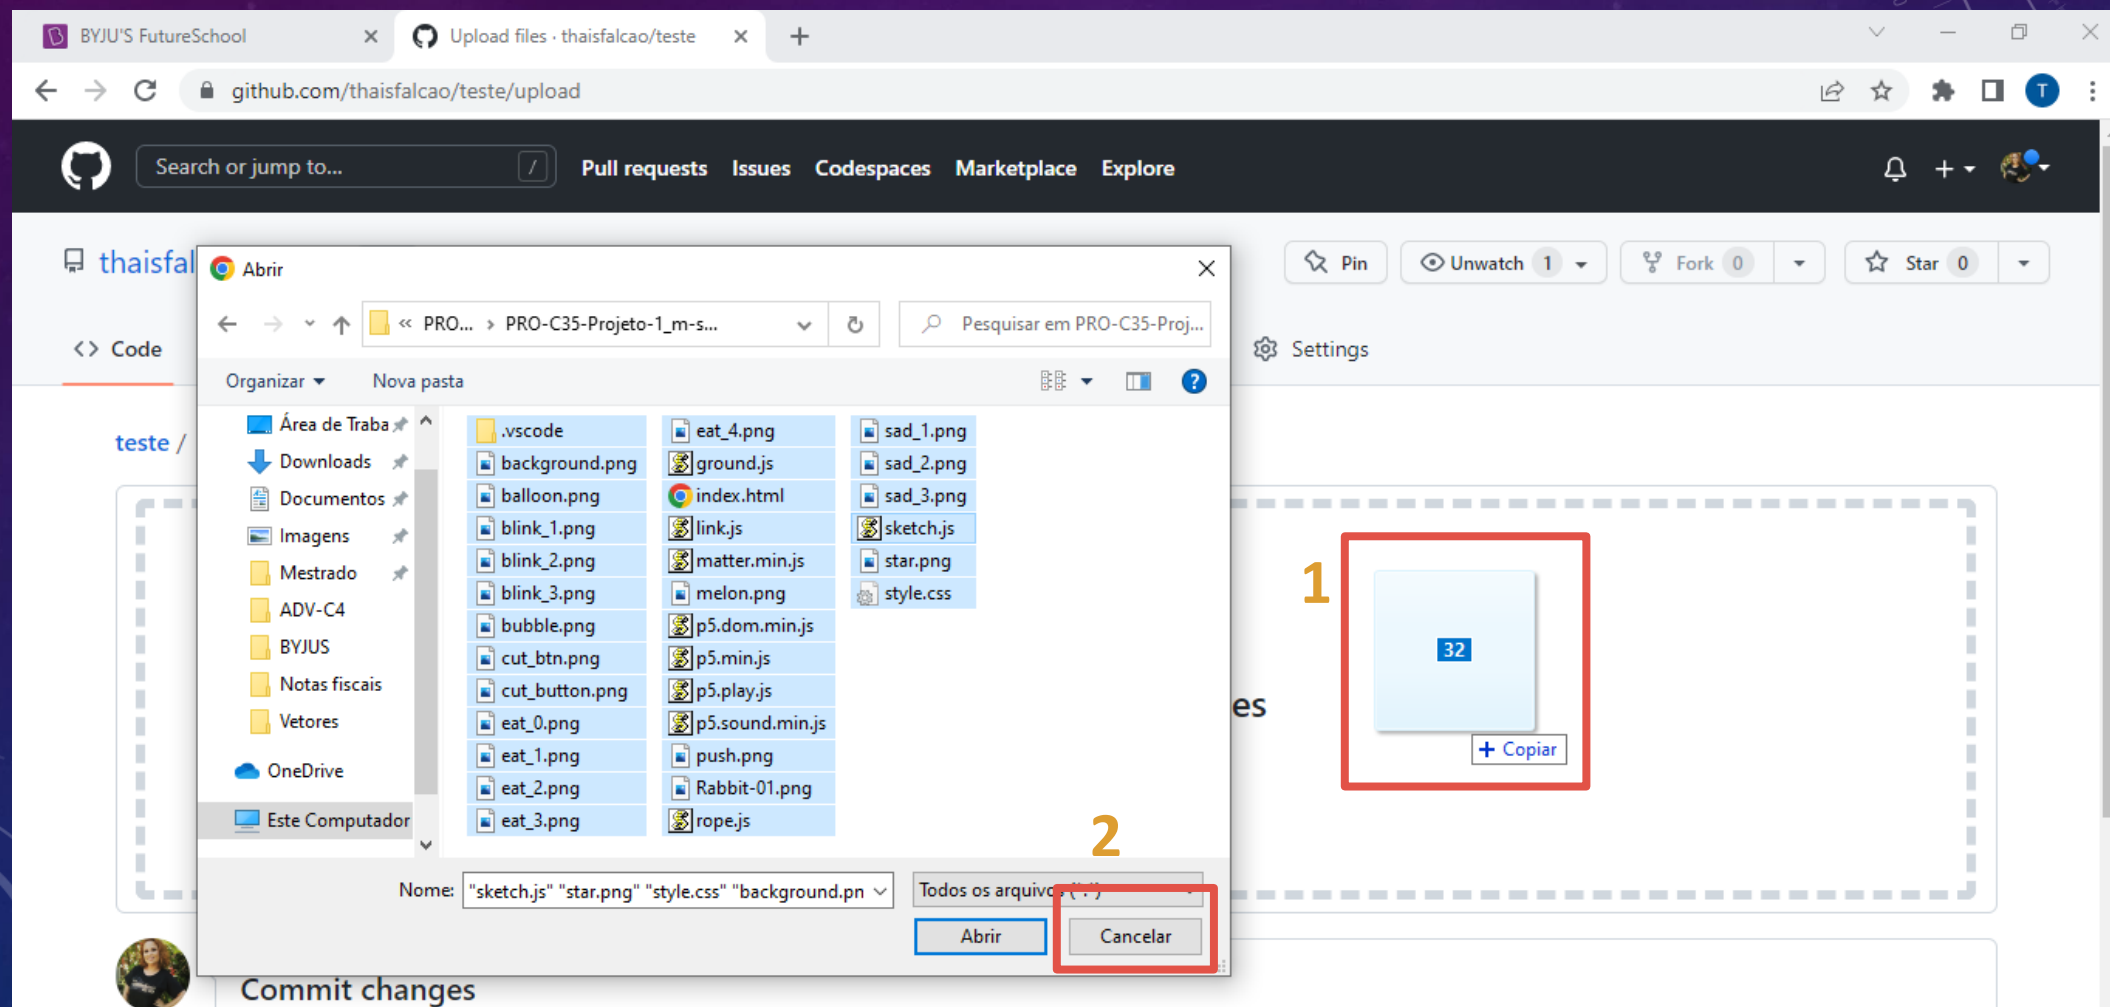 BYJU'S FutureSchool
Upload files · thaisfalcao/teste
github.com/thaisfalcao/teste/upload
T
Search or jump to...
/
Pull requests Issues Codespaces Marketplace Explore
thaisfal
Pin
Unwatch 1
Fork 0
Star 0
Code
Settings
teste /
Abrir
« PRO... › PRO-C35-Projeto-1_m-s...
Pesquisar em PRO-C35-Proj...
Organizar
Nova pasta
?
Área de Traba
Downloads
Documentos
Imagens
Mestrado
ADV-C4
BYJUS
Notas fiscais
Vetores
OneDrive
Este Computador
.vscode
background.png
balloon.png
blink_1.png
blink_2.png
blink_3.png
bubble.png
cut_btn.png
cut_button.png
eat_0.png
eat_1.png
eat_2.png
eat_3.png
eat_4.png
ground.js
index.html
link.js
matter.min.js
melon.png
p5.dom.min.js
p5.min.js
p5.play.js
p5.sound.min.js
push.png
Rabbit-01.png
rope.js
sad_1.png
sad_2.png
sad_3.png
sketch.js
star.png
style.css
Nome: "sketch.js" "star.png" "style.css" "background.pn
Todos os arquivos
Abrir
Cancelar
1
32
+ Copiar
es
2
Commit changes